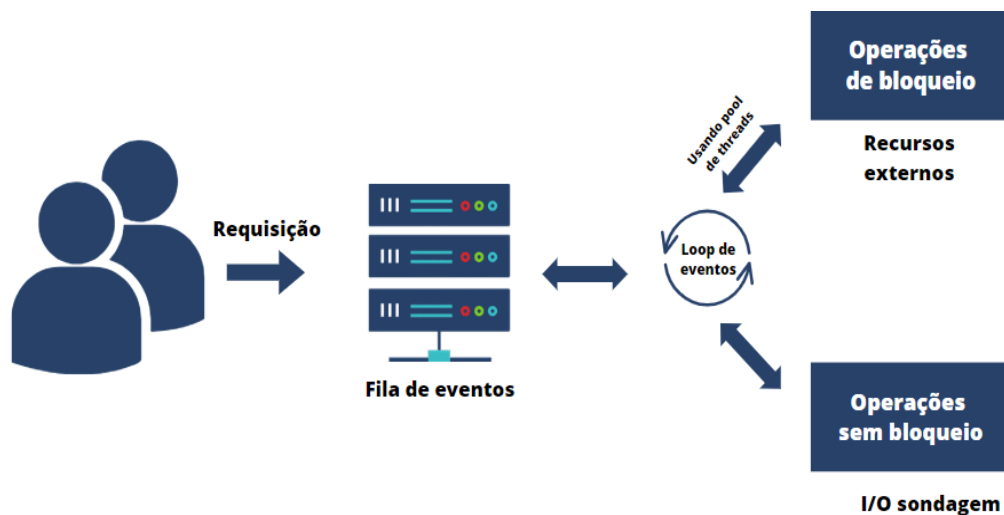 Requisição
Fila de eventos
Loop de
eventos
Usando pool
de threads
Operações
de bloqueio
Recursos
externos
Operações
sem bloqueio
I/O sondagem